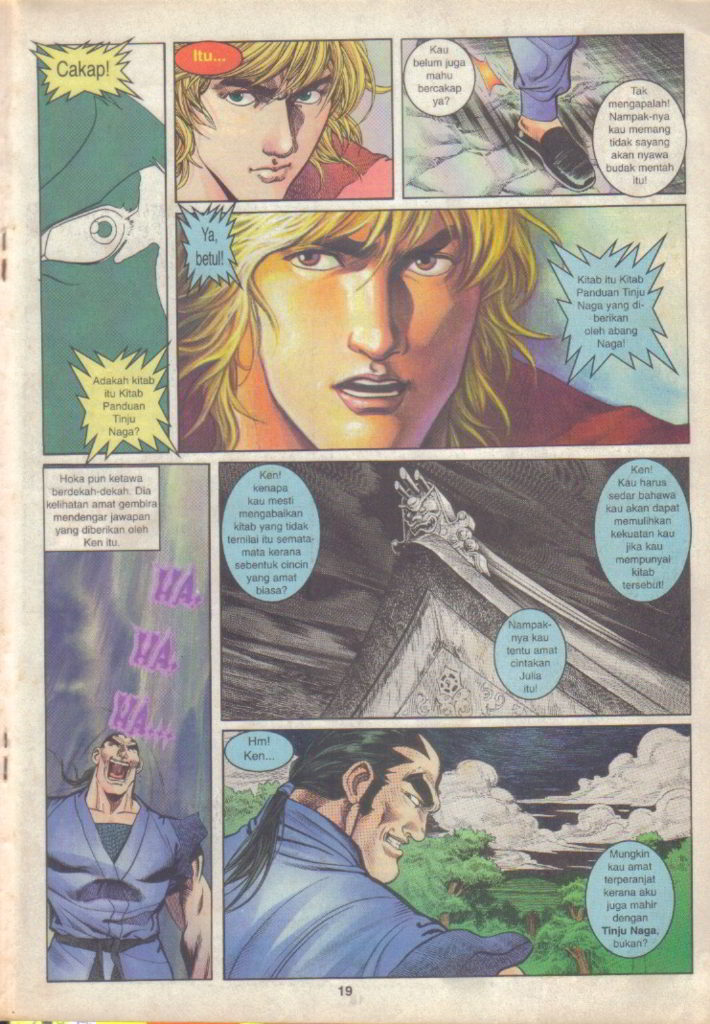 Cakap!
Itu...
Kau
belum juga
mahu
bercakap
ya?
Tak
mengapalah!
Nampak-nya
kau memang
tidak sayang
akan nyawa
budak mentah
itu!
Adakah kitab
itu Kitab
Panduan
Tinju
Naga?
Ya,
betul!
Kitab itu Kitab
Panduan Tinju
Naga yang di-
berikan
oleh abang
Naga!
Hoka pun ketawa
berdekah-dekah. Dia
kelihatan amat gembira
mendengar jawapan
yang diberikan oleh
Ken itu.
HA.
HA.
HA...
Ken!
kenapa
kau mesti
mengabaikan
kitab yang tidak
ternilai itu semata-
mata kerana
sebentuk cincin
yang amat
biasa?
Nampak-
nya kau
tentu amat
cintakan
Julia
itu!
Ken!
Kau harus
sedar bahawa
kau akan dapat
memulihkan
kekuatan kau
jika kau
mempunyai
kitab
tersebut!
Hm!
Ken...
Mungkin
kau amat
terperanjat
kerana aku
juga mahir
dengan
Tinju Naga,
bukan?
19